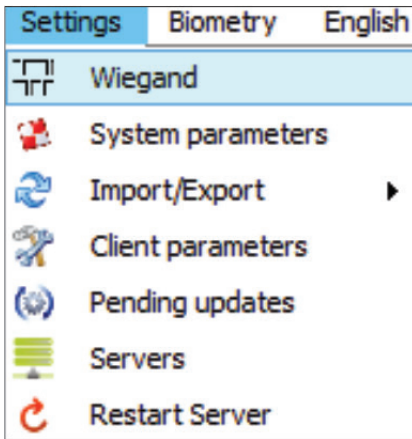 Settings Biometry English
Wiegand
System parameters
Import/Export
Client parameters
Pending updates
Servers
Restart Server